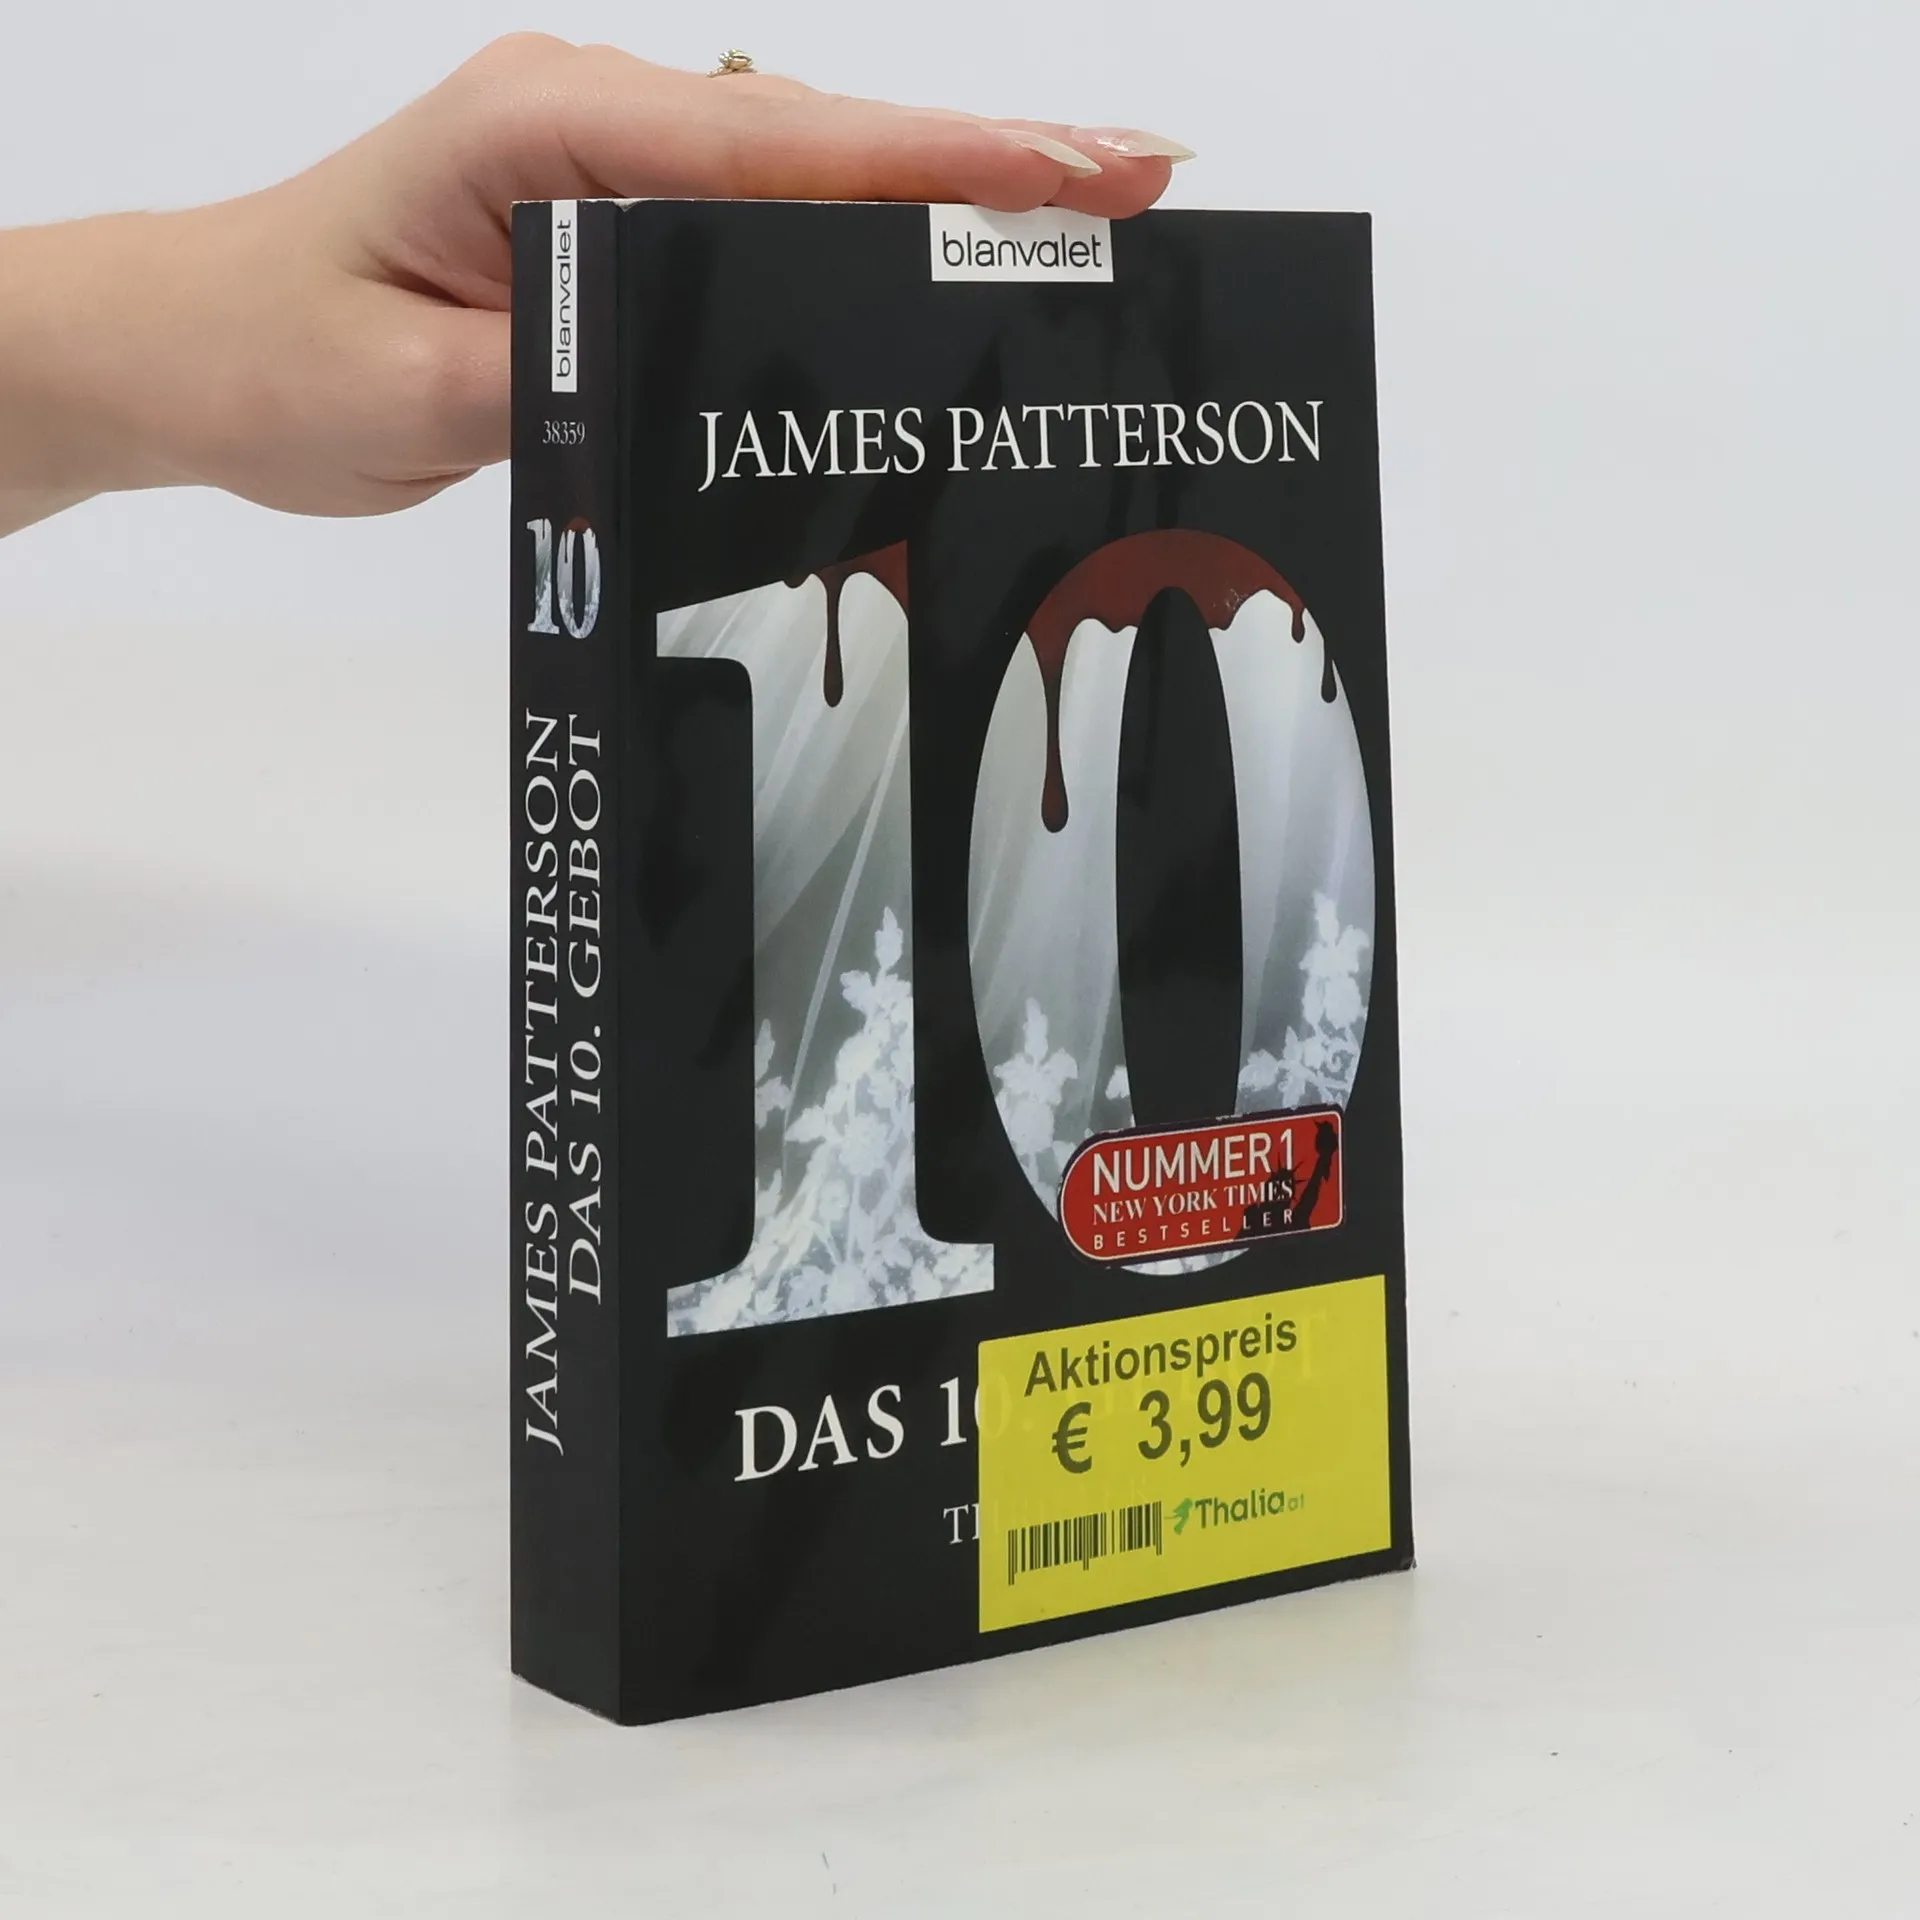 blanvalet
38359
10
JAMES PATTERSON
DAS 10. GEBOT
blanvalet
JAMES PATTERSON
10
NUMMER 1
NEW YORK TIMES
BESTSELLER
DAS 10. GEBOT
Aktionspreis
€ 3,99
Thalia.at